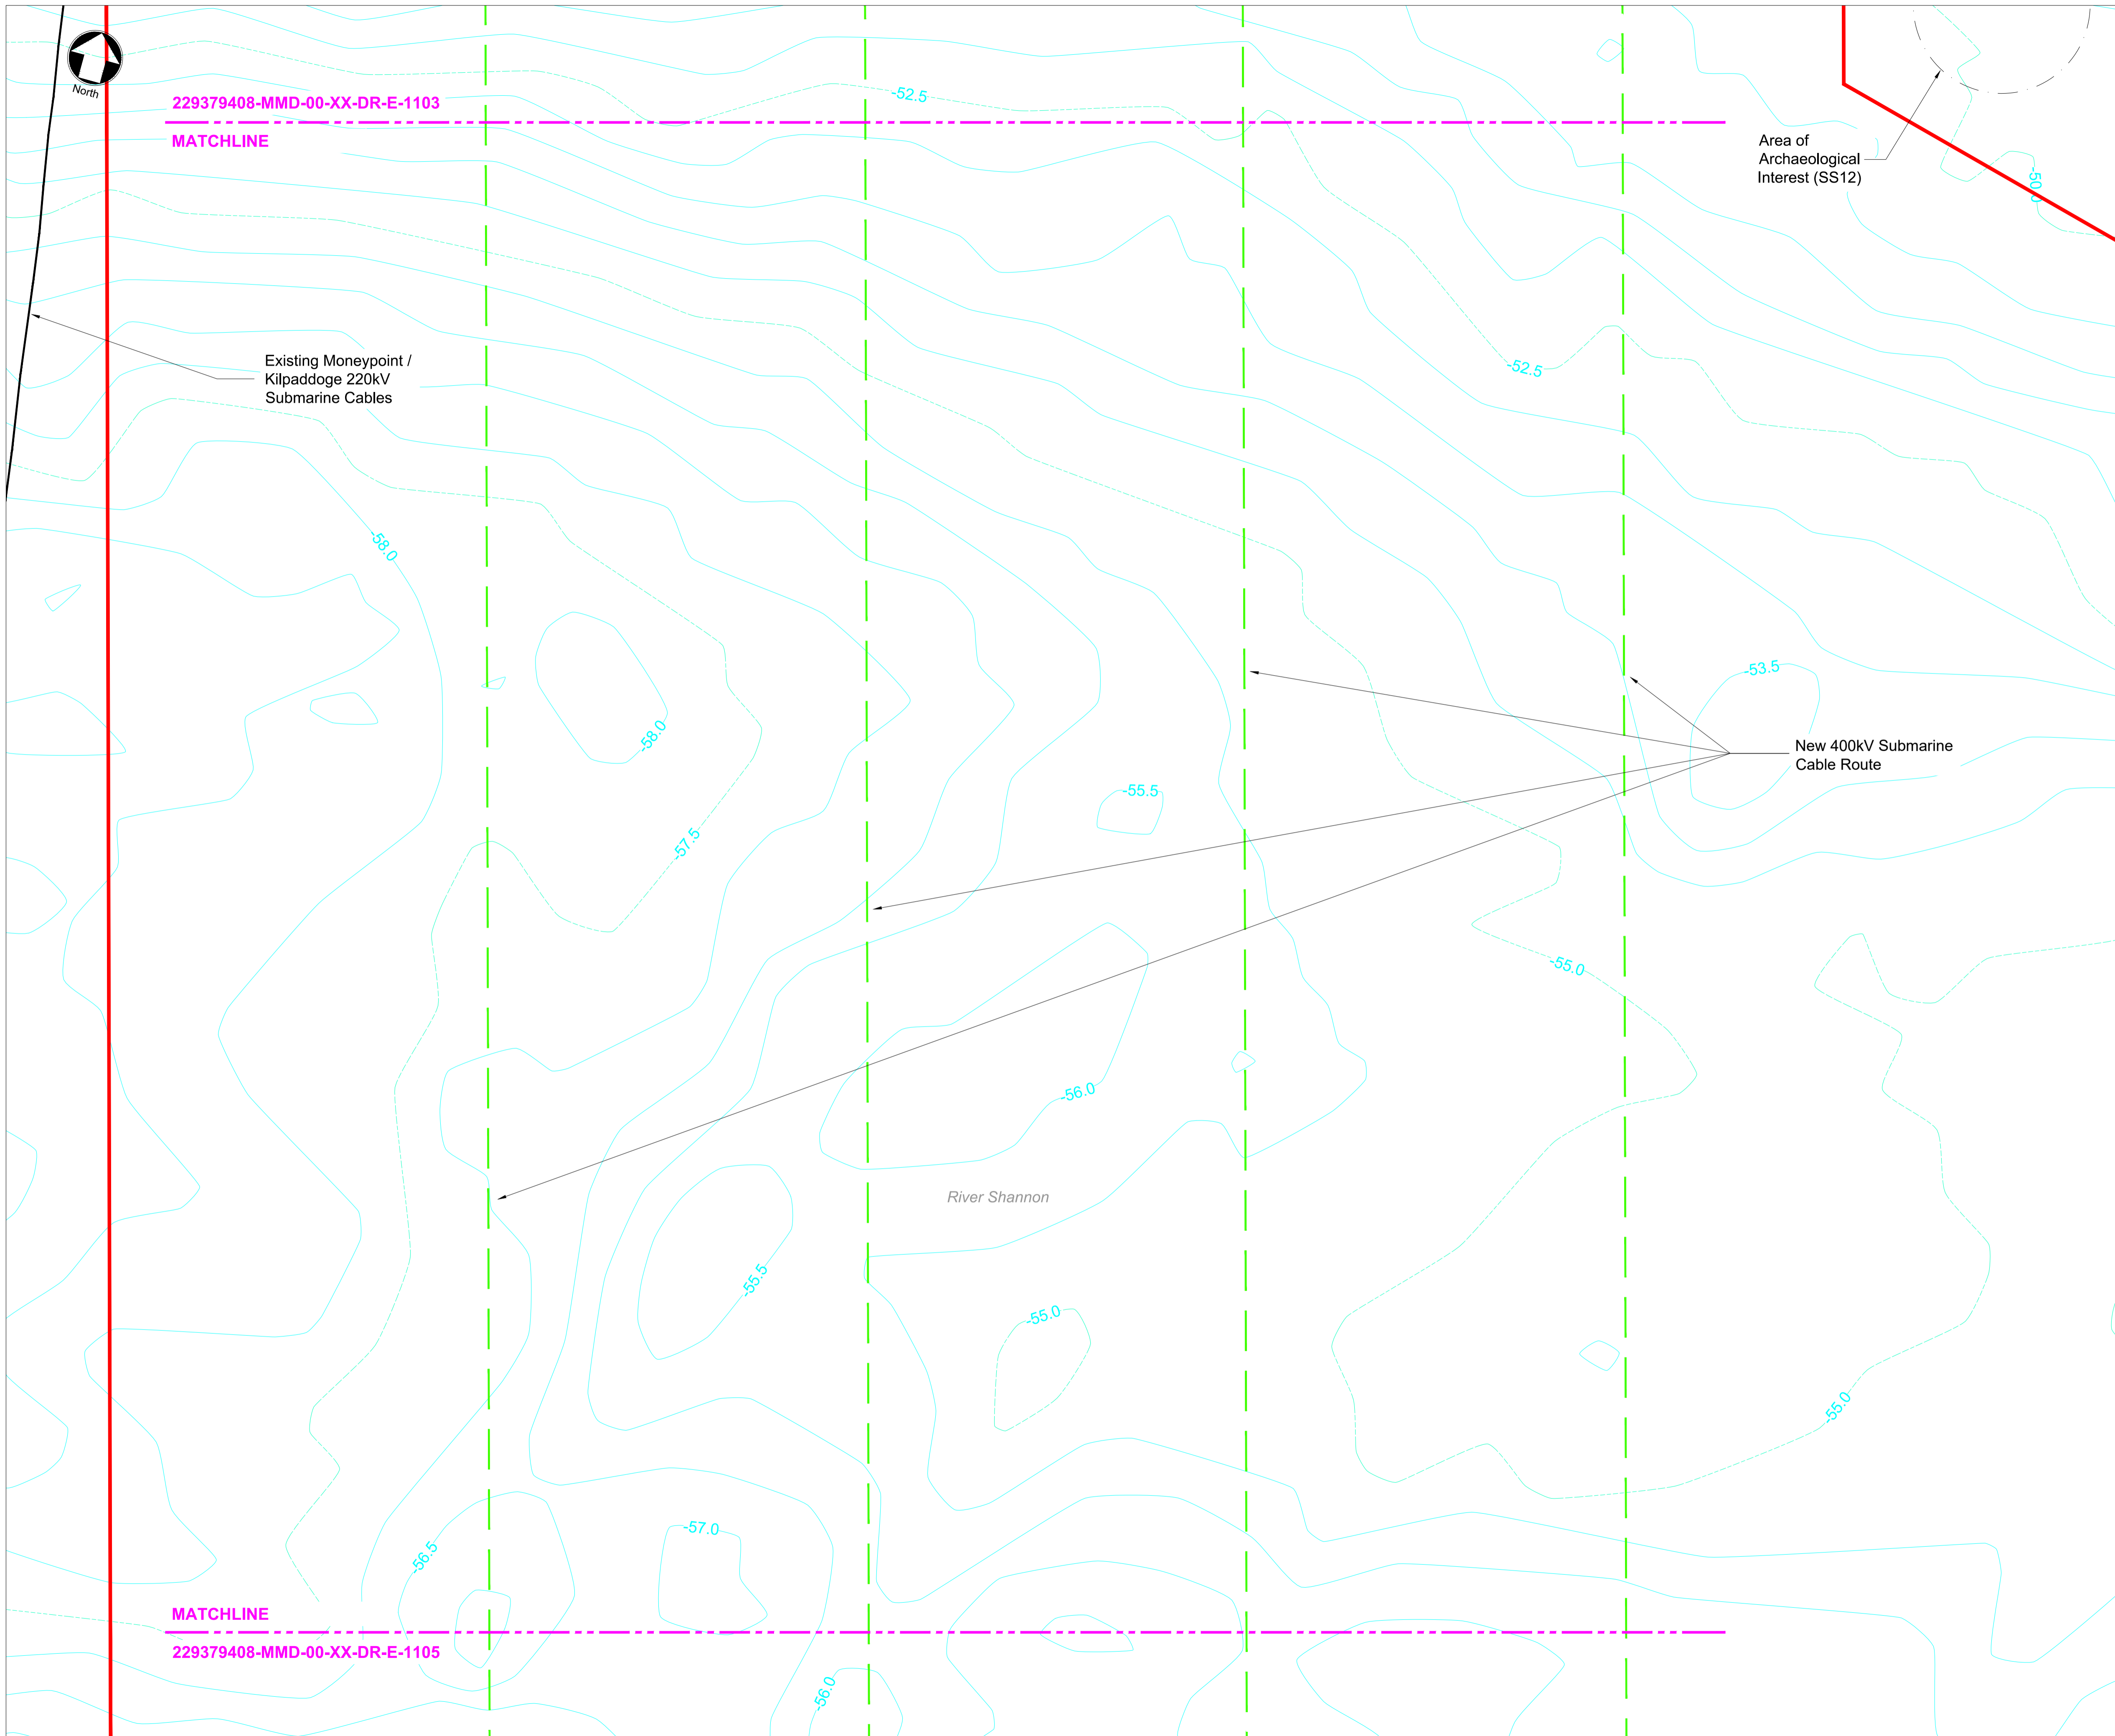 North
229379408-MMD-00-XX-DR-E-1103
MATCHLINE
-52.5
Area of
Archaeological
Interest (SS12)
-50.0
Existing Moneypoint /
Kilpaddoge 220kV
Submarine Cables
-52.5
-58.0
-53.5
-58.0
New 400kV Submarine
Cable Route
-55.5
-57.5
-55.0
-56.0
River Shannon
-55.5
-55.0
-55.0
-57.0
-56.5
MATCHLINE
229379408-MMD-00-XX-DR-E-1105
-56.0